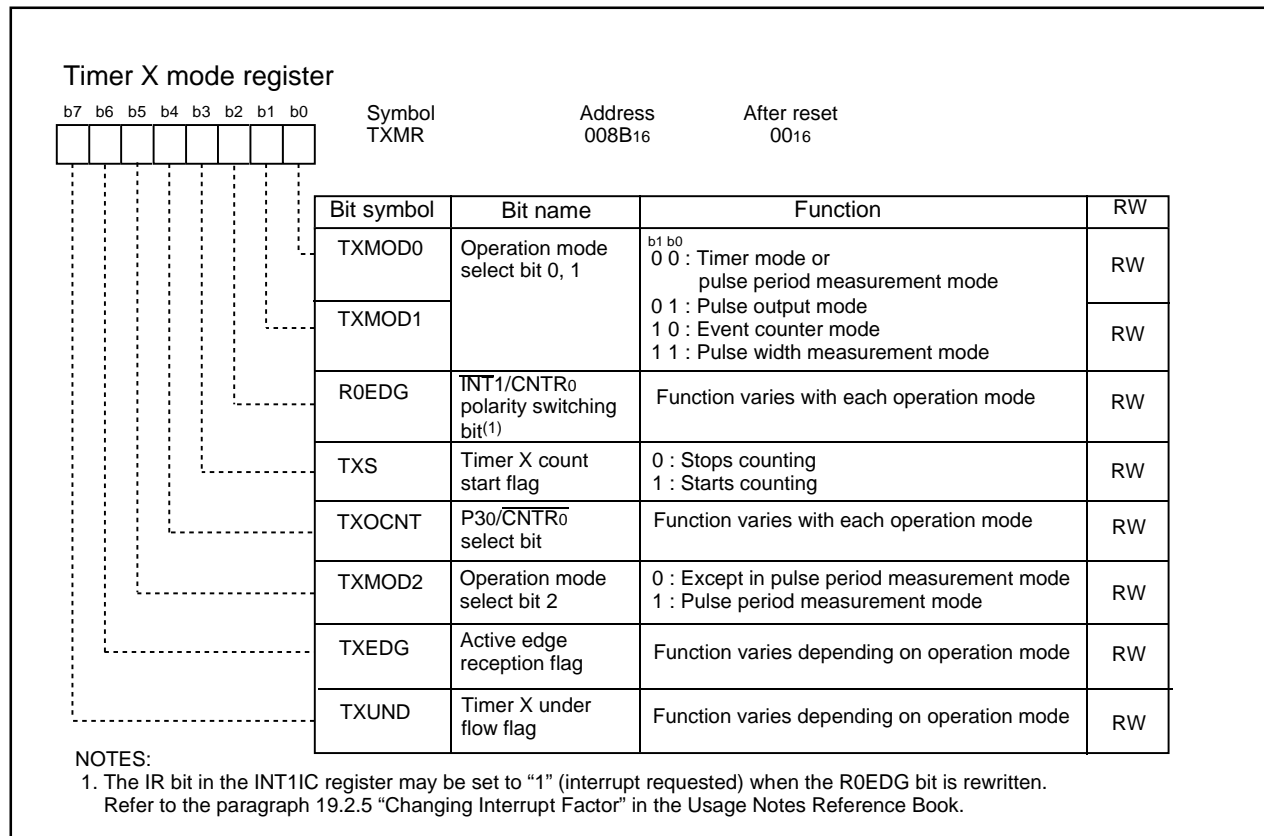 Timer X mode register
b7 b6 b5 b4 b3 b2 b1 b0
Symbol Address After reset
TXMR 008B16 0016
Bit symbol Bit name Function RW
TXMOD0 Operation mode select bit 0, 1 RW
b1 b0
0 0 : Timer mode or
pulse period measurement mode
0 1 : Pulse output mode
1 0 : Event counter mode
1 1 : Pulse width measurement mode
TXMOD1 RW
R0EDG INT1/CNTR0 Function varies with each operation mode RW
polarity switching
bit(1)
TXS Timer X count 0 : Stops counting RW
start flag 1 : Starts counting
TXOCNT P30/CNTR0 Function varies with each operation mode RW
select bit
TXMOD2 Operation mode 0 : Except in pulse period measurement mode RW
select bit 2 1 : Pulse period measurement mode
TXEDG Active edge Function varies depending on operation mode RW
reception flag
TXUND Timer X under Function varies depending on operation mode RW
flow flag
NOTES:
1. The IR bit in the INT1IC register may be set to “1” (interrupt requested) when the R0EDG bit is rewritten.
Refer to the paragraph 19.2.5 “Changing Interrupt Factor” in the Usage Notes Reference Book.